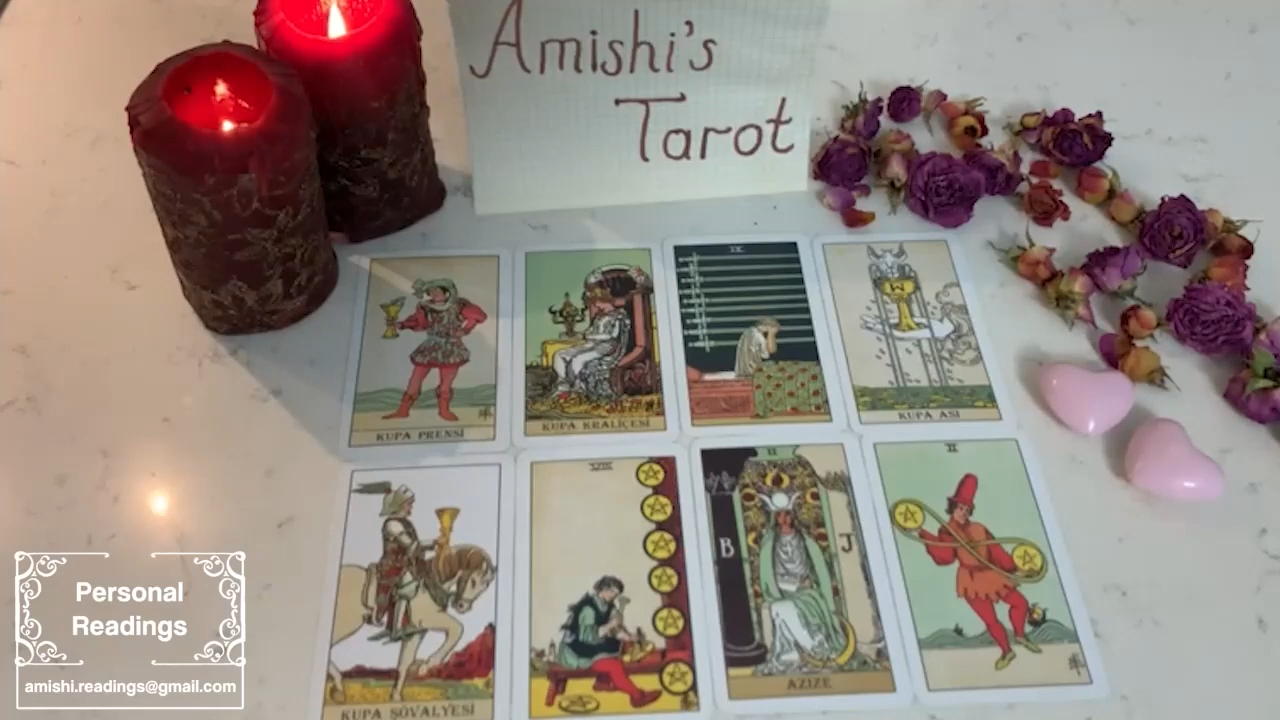 Amishi's
Tarot
IX
M
KUPA PRENSİ
KUPA KRALİÇESİ
KUPA ASI
VIII
II
II
B
J
AZİZE
KUPA ŞÖVALYESİ
Personal
Readings
amishi.readings@gmail.com